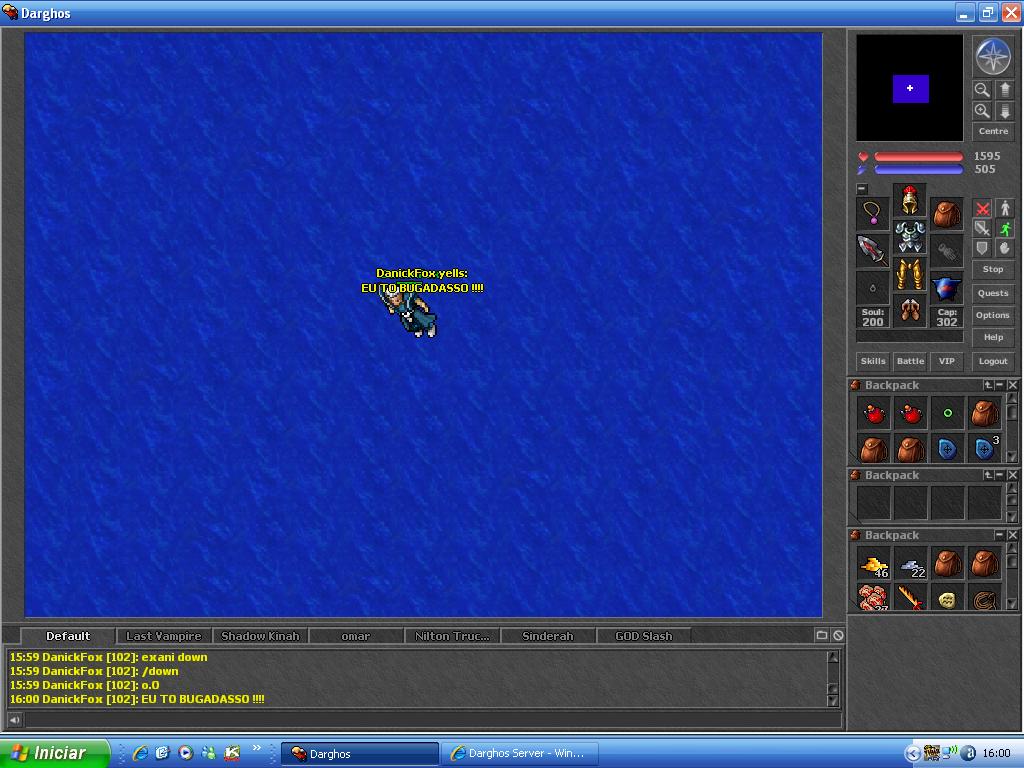 Darghos
DanickFox yells:
EU TO BUGADASSO !!!!
Centre
1595
505
Soul:
200
Cap:
302
Stop
Quests
Options
Help
Skills
Battle
VIP
Logout
Backpack
3
Backpack
Backpack
46
22
Default
Last Vampire
Shadow Kinah
omar
Nilton Truc...
Sinderah
GOD Slash
15:59 DanickFox [102]: exani down
15:59 DanickFox [102]: /down
15:59 DanickFox [102]: o.O
16:00 DanickFox [102]: EU TO BUGADASSO !!!!
Iniciar
Darghos
Darghos Server - Win...
16:00